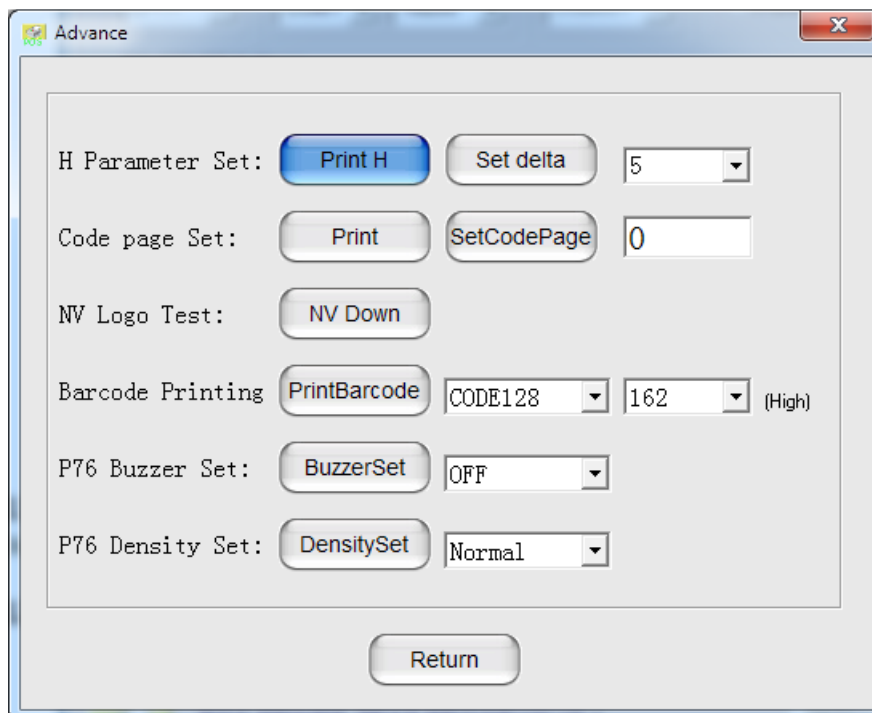 Advance
H Parameter Set: Print H Set delta 5
Code page Set: Print SetCodePage 0
NV Logo Test: NV Down
Barcode Printing PrintBarcode CODE128 162 (High)
P76 Buzzer Set: BuzzerSet OFF
P76 Density Set: DensitySet Normal
Return